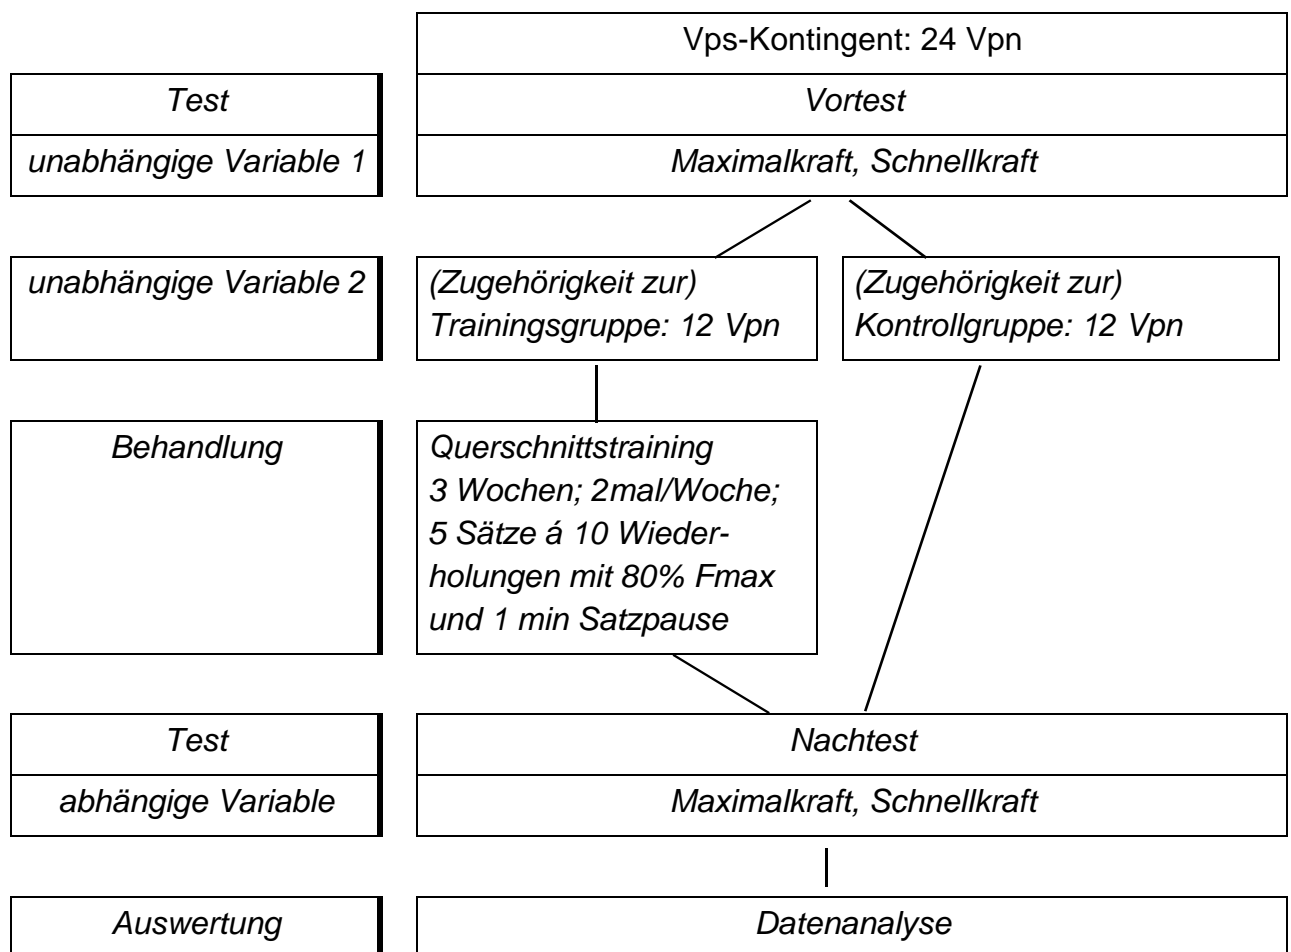 Vps-Kontingent: 24 Vpn
Test
Vortest
unabhängige Variable 1
Maximalkraft, Schnellkraft
unabhängige Variable 2
(Zugehörigkeit zur)
Trainingsgruppe: 12 Vpn
(Zugehörigkeit zur)
Kontrollgruppe: 12 Vpn
Behandlung
Querschnittstraining
3 Wochen; 2mal/Woche;
5 Sätze á 10 Wieder-
holungen mit 80% Fmax
und 1 min Satzpause
Test
Nachtest
abhängige Variable
Maximalkraft, Schnellkraft
Auswertung
Datenanalyse